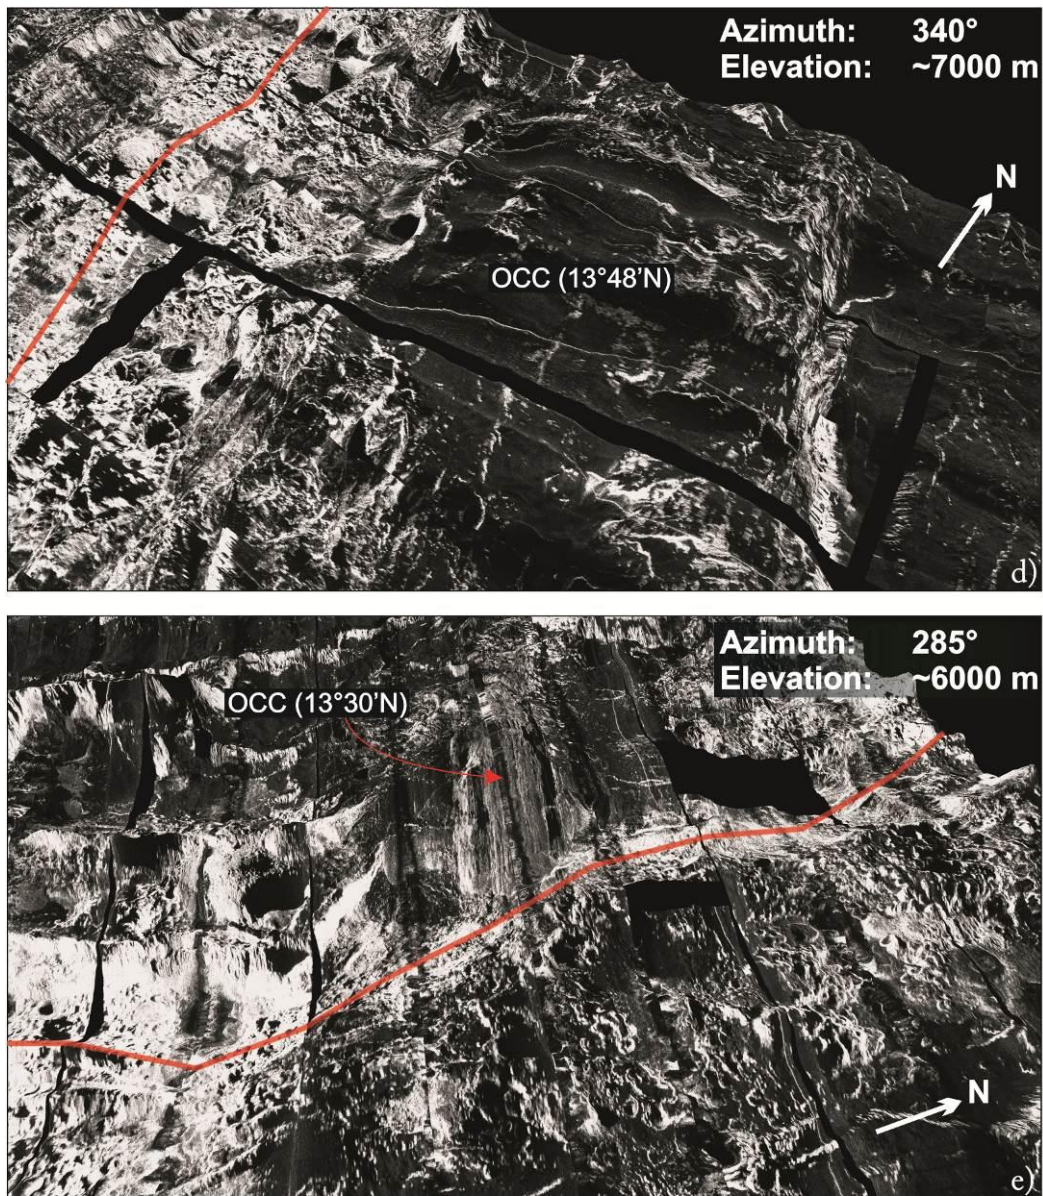 Azimuth: 340°
Elevation: ~7000 m
N
OCC (13°48’N)
d)
Azimuth: 285°
Elevation: ~6000 m
OCC (13°30’N)
N
e)